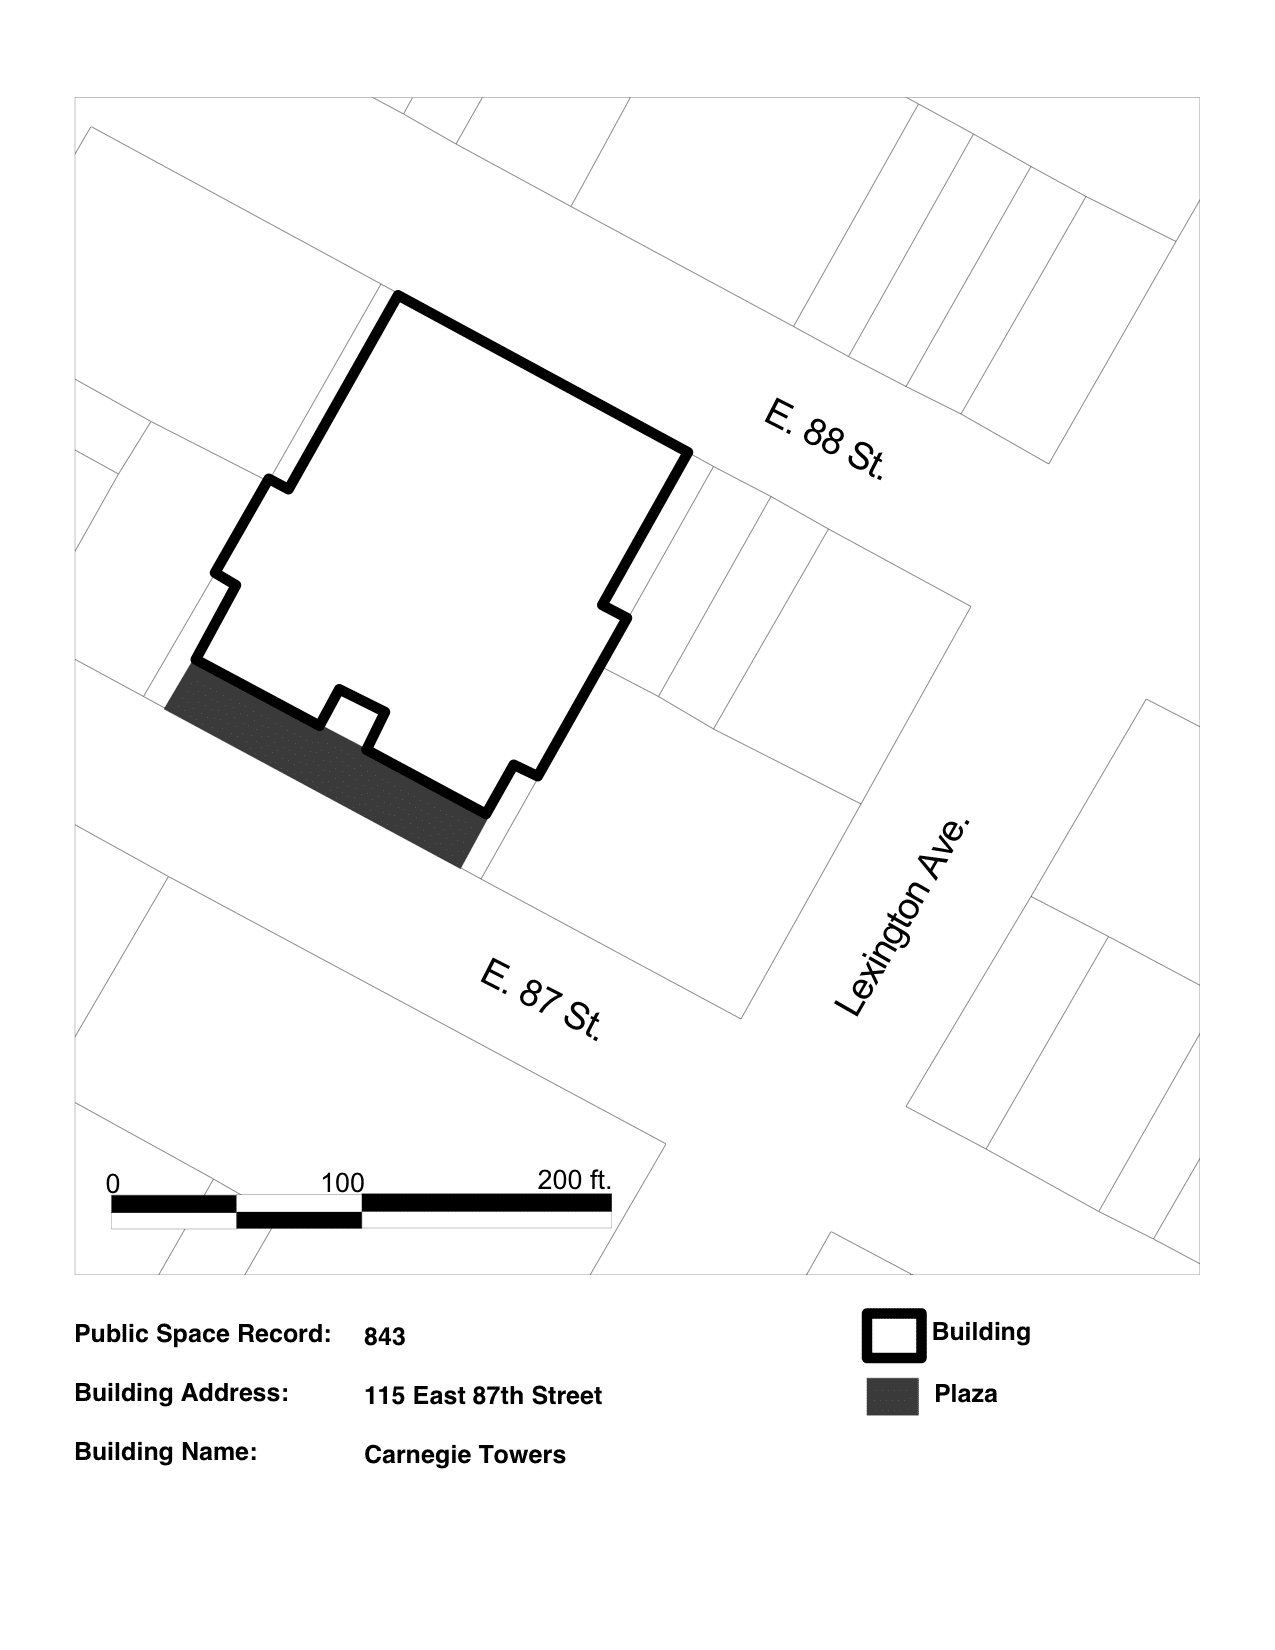 E. 88 St.
Lexington Ave.
E. 87 St.
0 100 200 ft.
Public Space Record: 843
Building Address: 115 East 87th Street
Building Name: Carnegie Towers
Building
Plaza